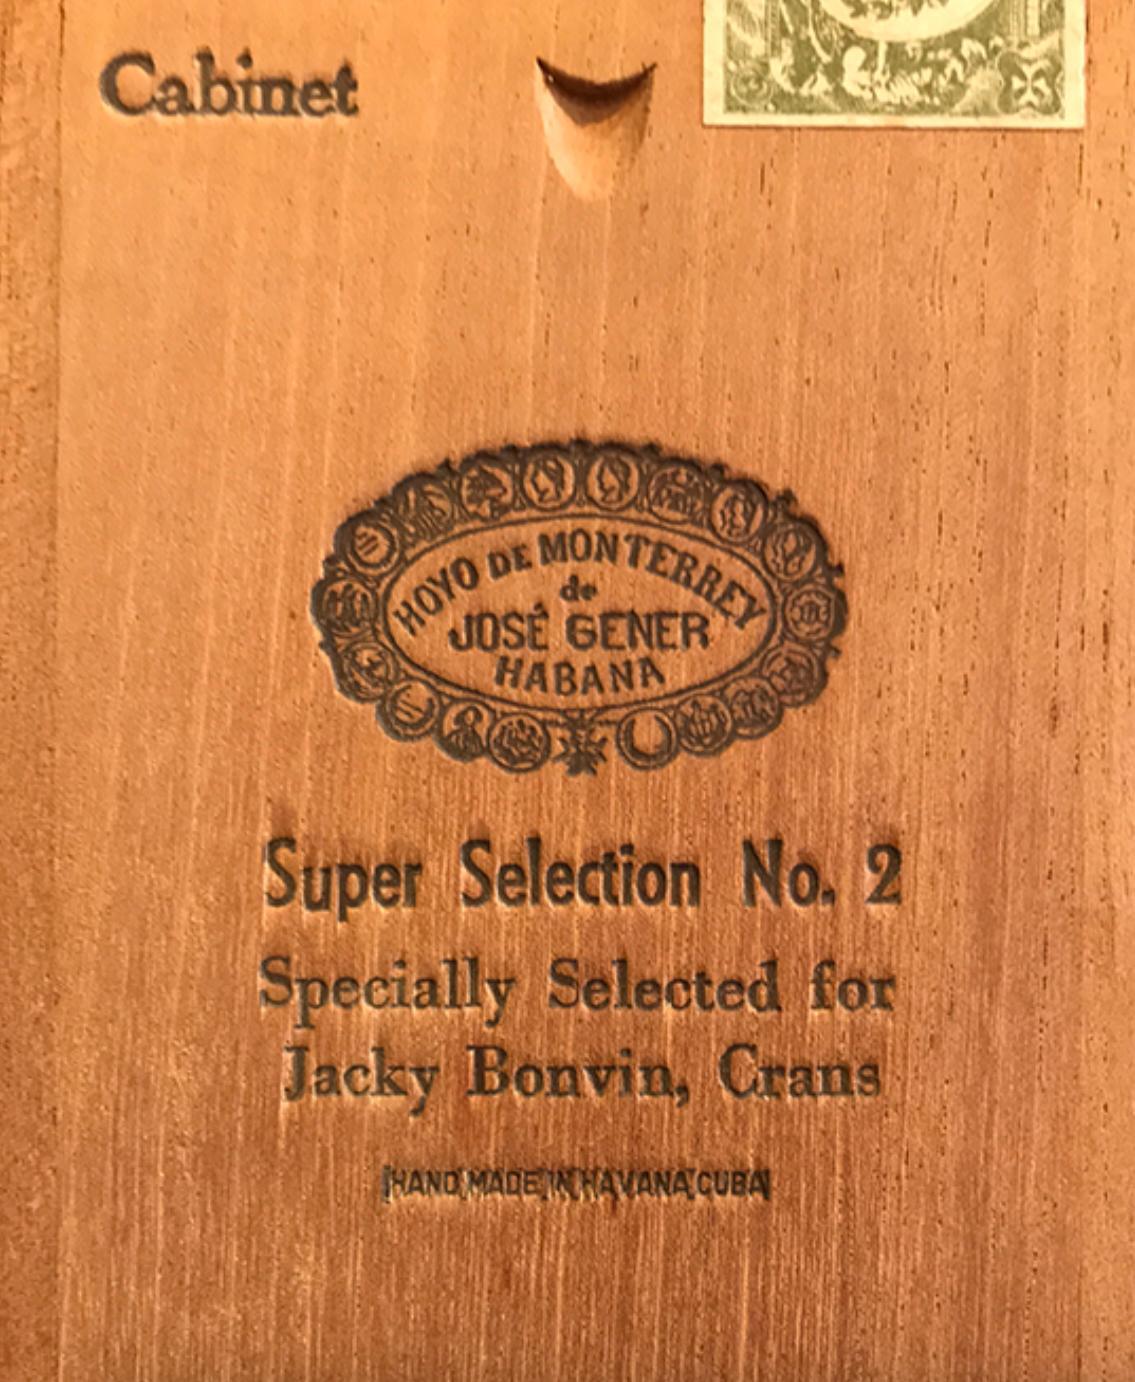 Cabinet
HOYO DE MONTERREY
de
JOSÉ GENER
HABANA
Super Selection No. 2
Specially Selected for
Jacky Bonvin, Crans
HAND MADE IN HAVANA CUBA